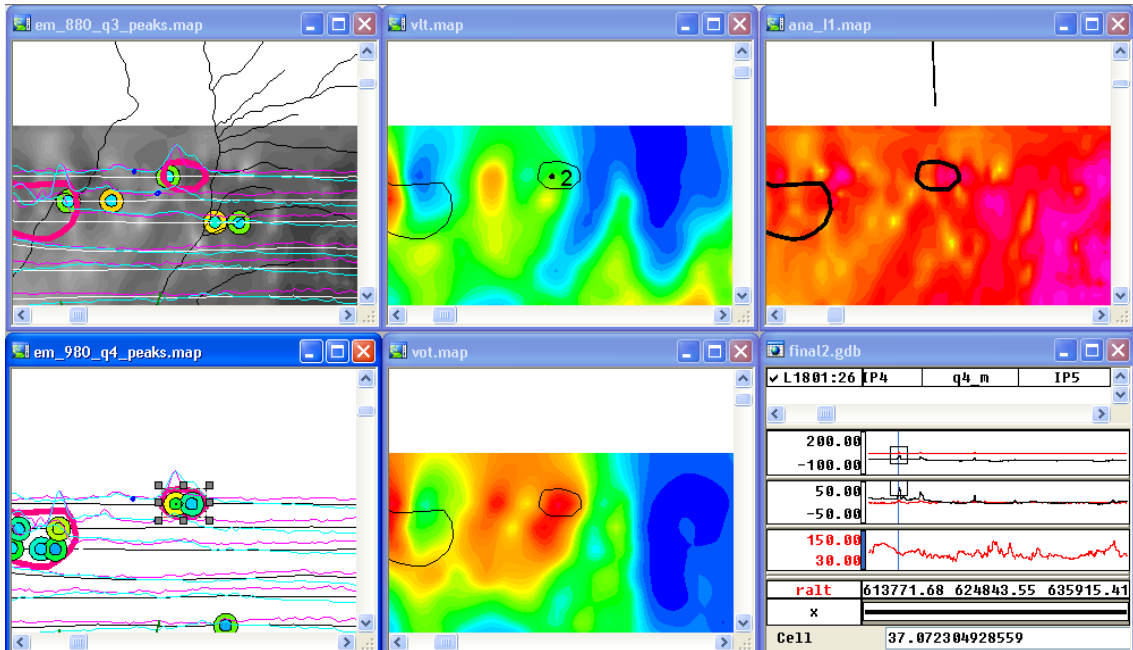 em_880_q3_peaks.map
vlt.map
ana_l1.map
2
em_980_q4_peaks.map
vot.map
final2.gdb
L1801:26 IP4 q4_m IP5
200.00
-100.00
50.00
-50.00
150.00
30.00
ralt 613771.68 624843.55 635915.41
x
Cell 37.072304928559